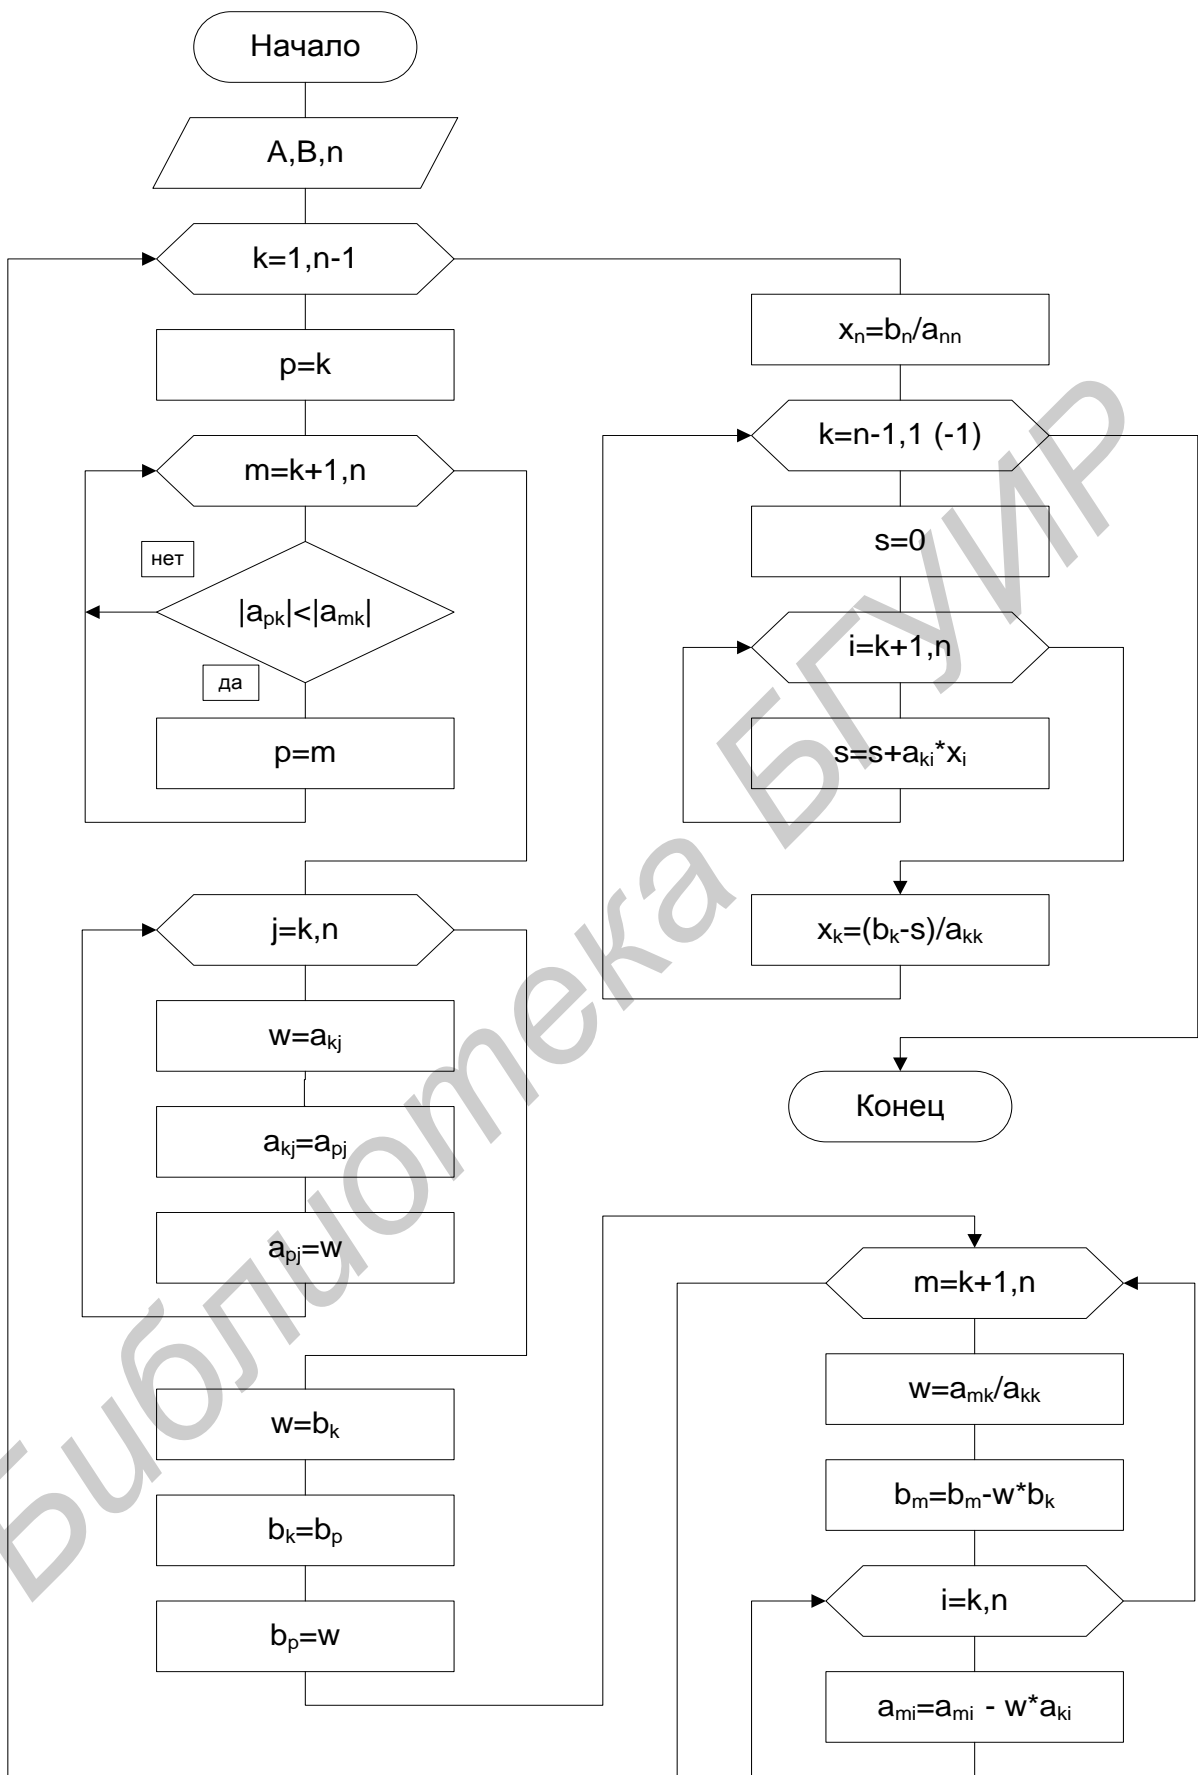 Начало
A,B,n
k=1,n-1
p=k
m=k+1,n
нет
|aₚₖ|<|aₘₖ|
да
p=m
j=k,n
w=aₖⱼ
aₖⱼ=aₚⱼ
aₚⱼ=w
w=bₖ
bₖ=bₚ
bₚ=w
xₙ=bₙ/aₙₙ
k=n-1,1 (-1)
s=0
i=k+1,n
s=s+aₖᵢ*xᵢ
xₖ=(bₖ-s)/aₖₖ
Конец
m=k+1,n
w=aₘₖ/aₖₖ
bₘ=bₘ-w*bₖ
i=k,n
aₘᵢ=aₘᵢ - w*aₖᵢ
Библиотека БГУИР